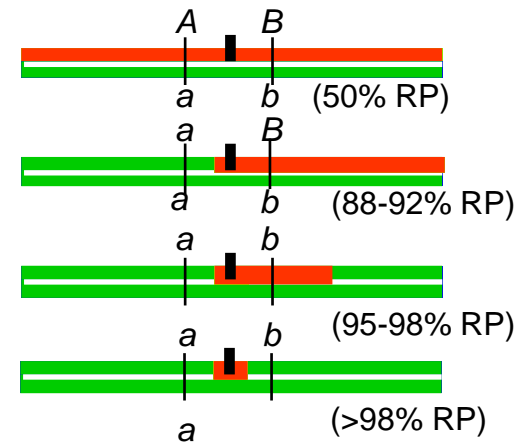 A B
a b (50% RP)
a B
a b (88-92% RP)
a b
(95-98% RP)
a b
a (>98% RP)